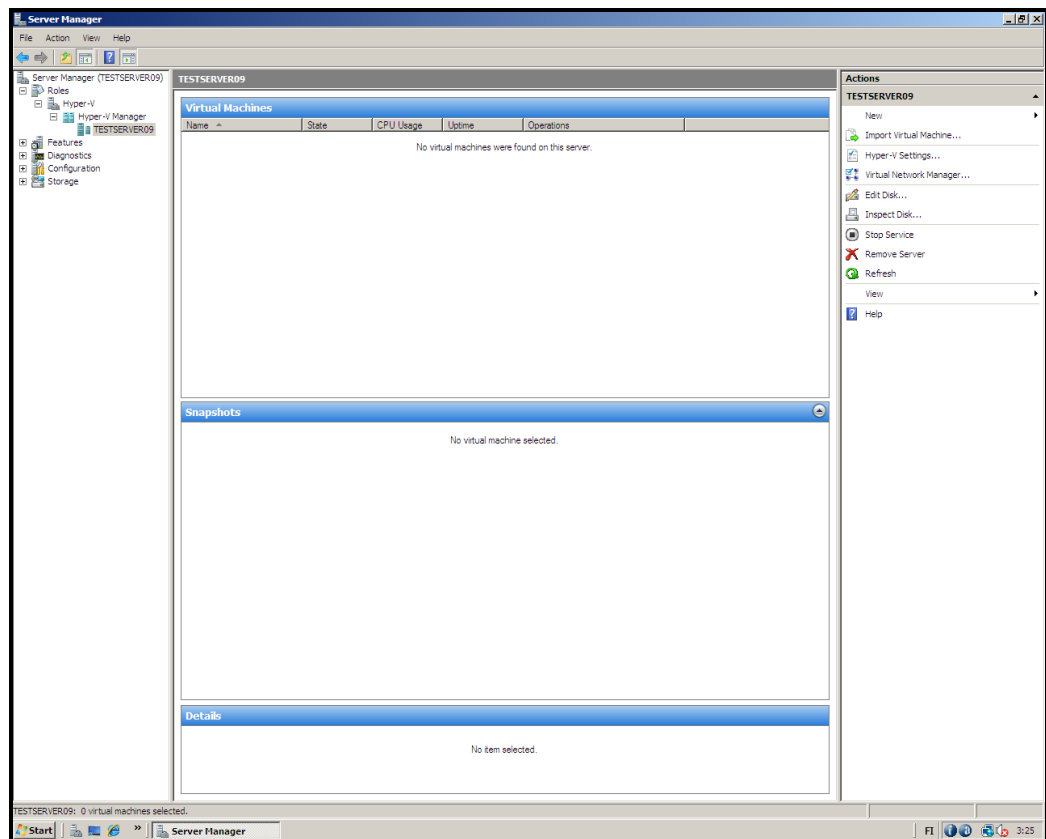 Server Manager
File Action View Help
Server Manager (TESTSERVER09)
Roles
Hyper-V
Hyper-V Manager
TESTSERVER09
Features
Diagnostics
Configuration
Storage
TESTSERVER09
Virtual Machines
Name State CPU Usage Uptime Operations
No virtual machines were found on this server.
Snapshots
No virtual machine selected.
Details
No item selected.
Actions
TESTSERVER09
New
Import Virtual Machine...
Hyper-V Settings...
Virtual Network Manager...
Edit Disk...
Inspect Disk...
Stop Service
Remove Server
Refresh
View
Help
TESTSERVER09: 0 virtual machines selected.
Start » Server Manager FI 3:25